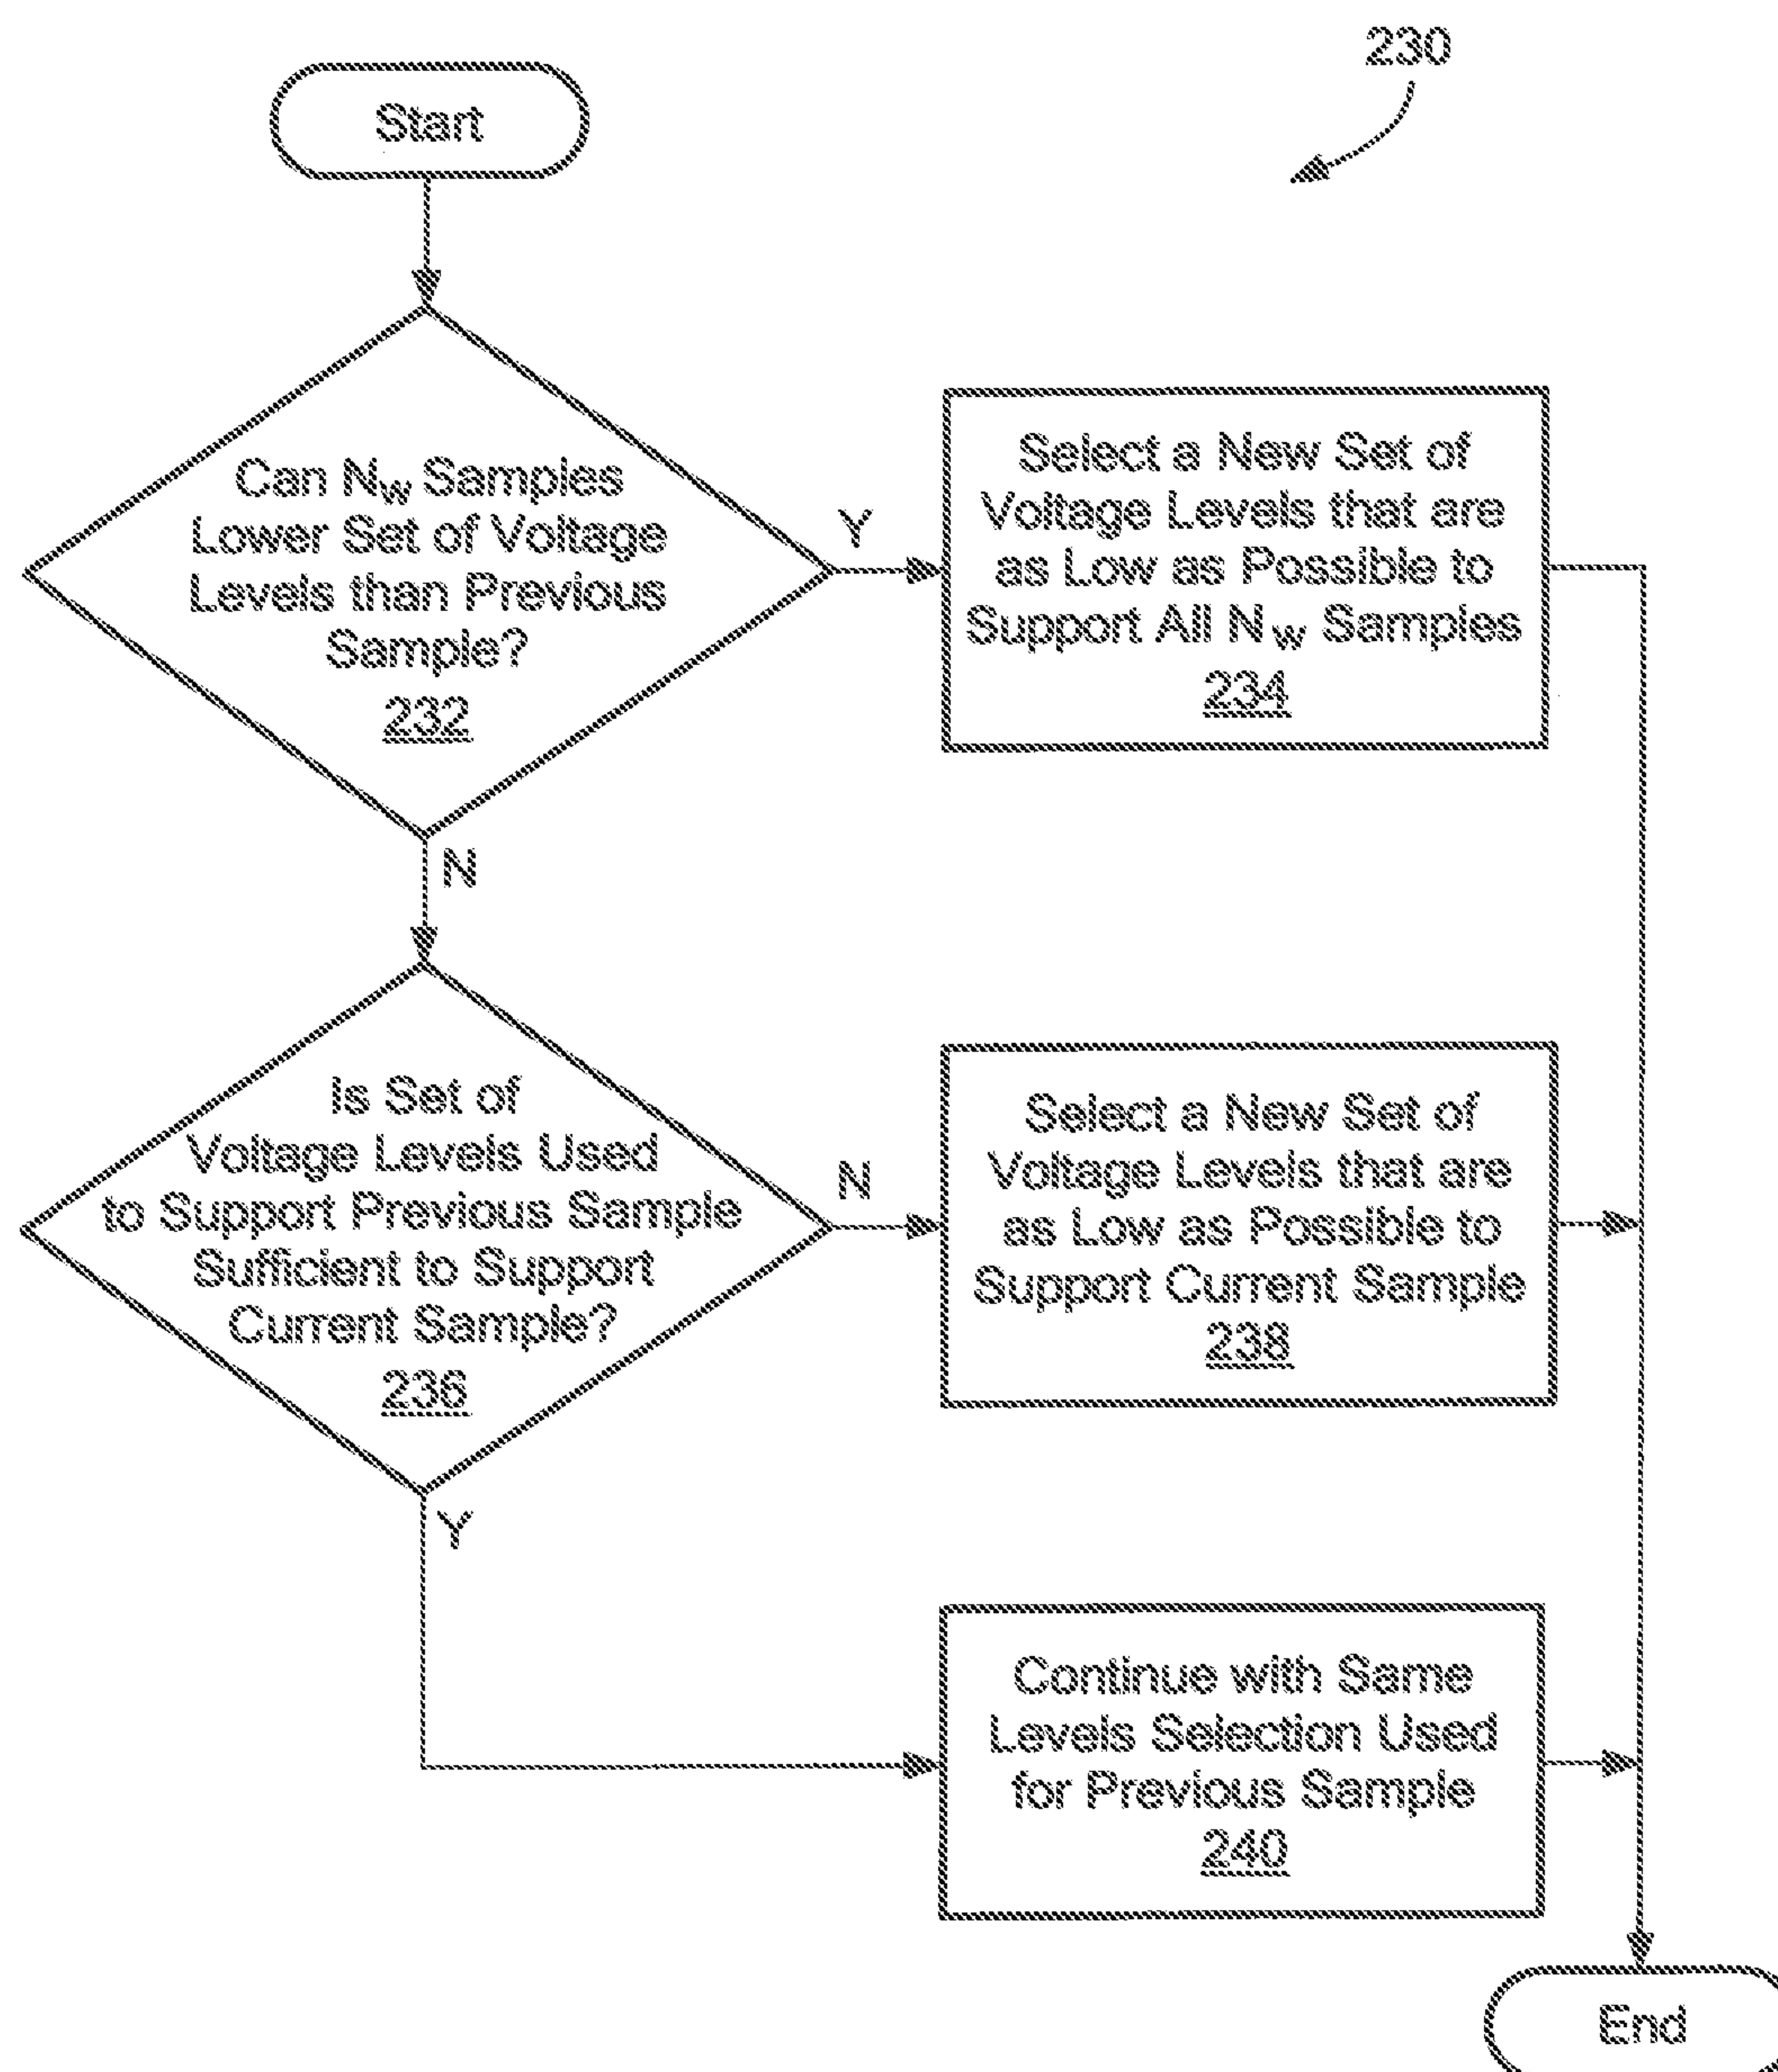 230
Start
Can NW Samples
Lower Set of Voltage
Levels than Previous
Sample?
232
Y
Select a New Set of
Voltage Levels that are
as Low as Possible to
Support All NW Samples
234
N
Is Set of
Voltage Levels Used
to Support Previous Sample
Sufficient to Support
Current Sample?
236
N
Select a New Set of
Voltage Levels that are
as Low as Possible to
Support Current Sample
238
Y
Continue with Same
Levels Selection Used
for Previous Sample
240
End